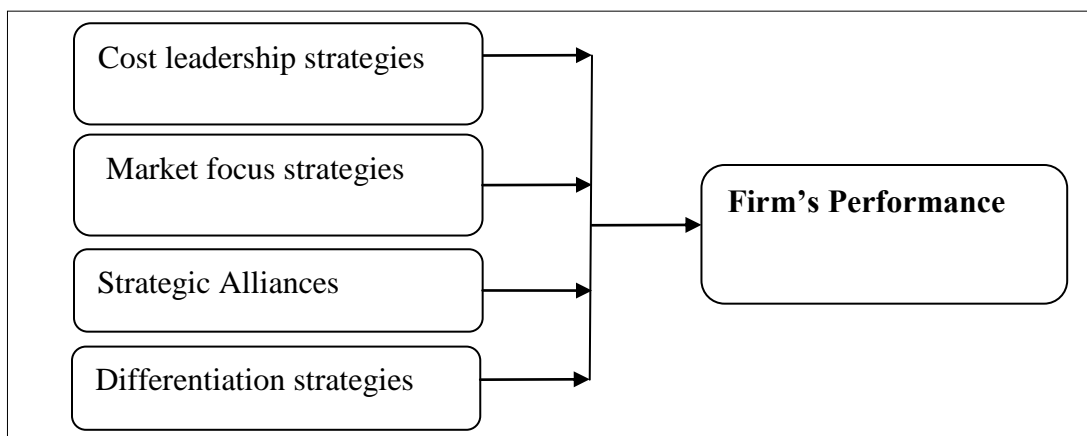 Cost leadership strategies
Market focus strategies
Firm’s Performance
Strategic Alliances
Differentiation strategies